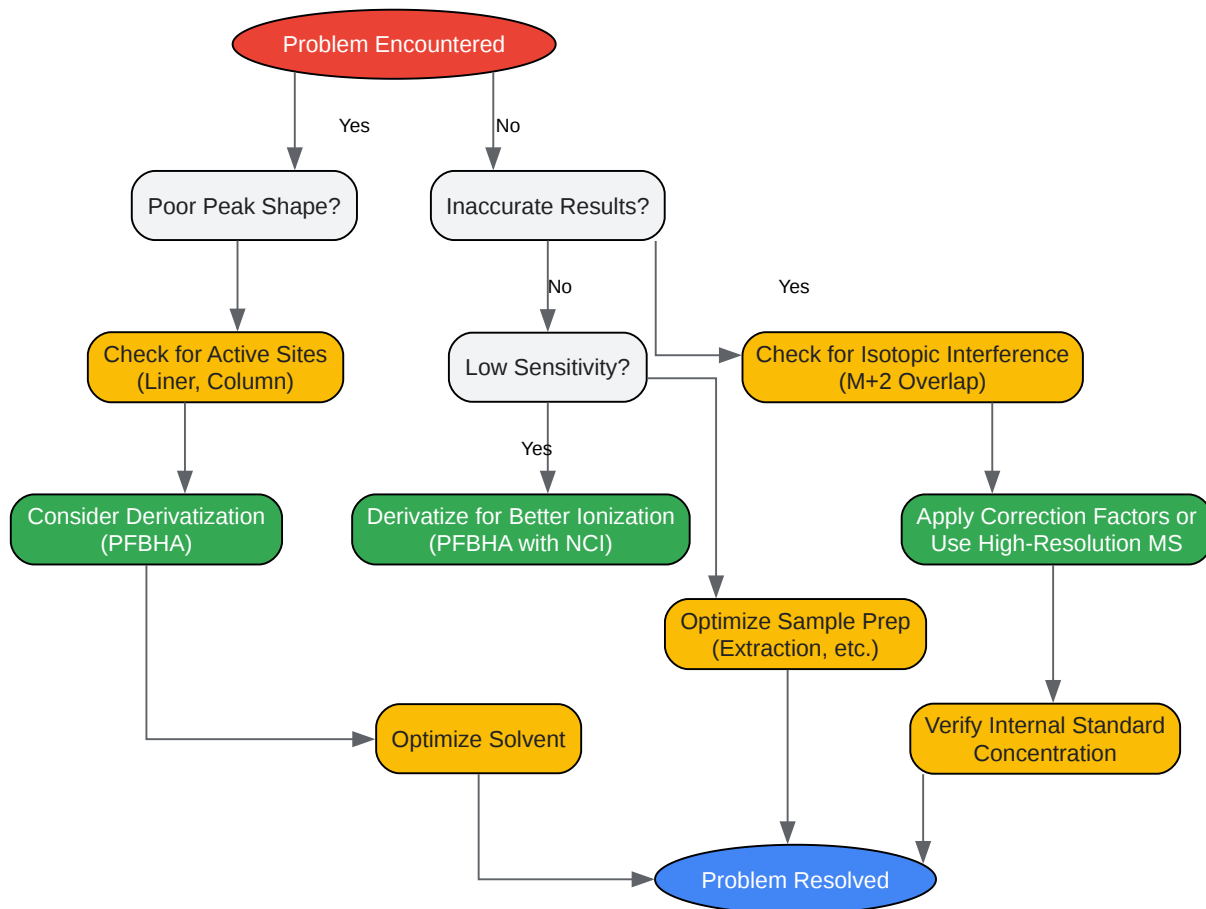 Problem Encountered
Yes
No
Poor Peak Shape?
Inaccurate Results?
No
Yes
Check for Active Sites
(Liner, Column)
Low Sensitivity?
Check for Isotopic Interference
(M+2 Overlap)
Yes
Consider Derivatization
(PFBHA)
Derivatize for Better Ionization
(PFBHA with NCI)
Apply Correction Factors or
Use High-Resolution MS
Optimize Sample Prep
(Extraction, etc.)
Optimize Solvent
Verify Internal Standard
Concentration
Problem Resolved